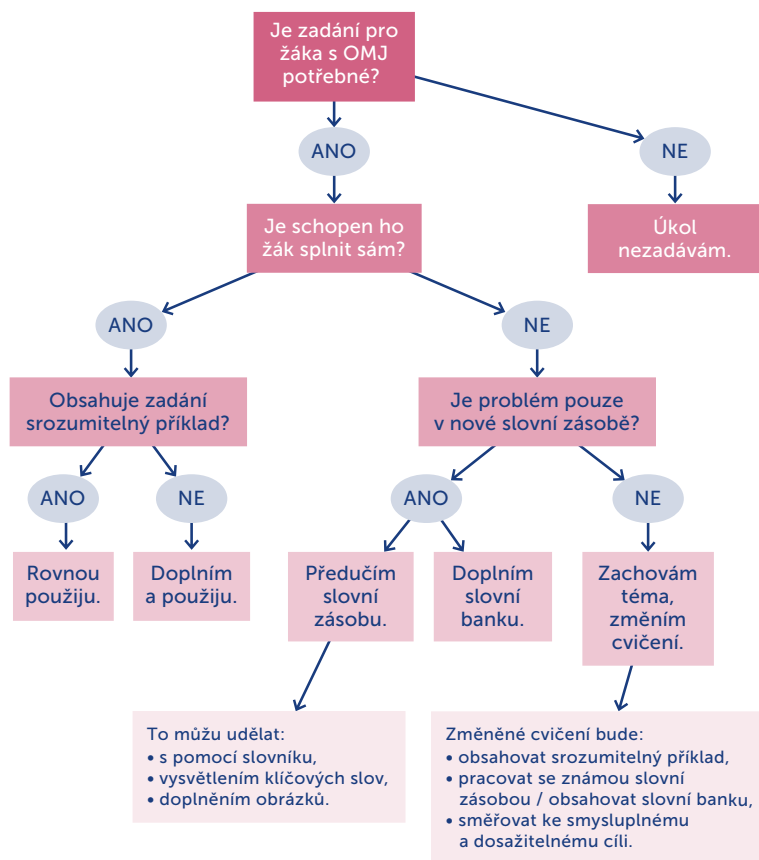 Je zadání pro
žáka s OMJ
potřebné?
ANO
NE
Je schopen ho
žák splnit sám?
Úkol
nezadávám.
ANO
NE
Obsahuje zadání
srozumitelný příklad?
Je problém pouze
v nové slovní zásobě?
ANO
NE
ANO
NE
Rovnou
použiju.
Doplním
a použiju.
Předučím
slovní
zásobu.
Doplním
slovní
banku.
Zachovám
téma,
změním
cvičení.
To můžu udělat:
• s pomocí slovníku,
• vysvětlením klíčových slov,
• doplněním obrázků.
Změněné cvičení bude:
• obsahovat srozumitelný příklad,
• pracovat se známou slovní
zásobou / obsahovat slovní banku,
• směřovat ke smysluplnému
a dosažitelnému cíli.